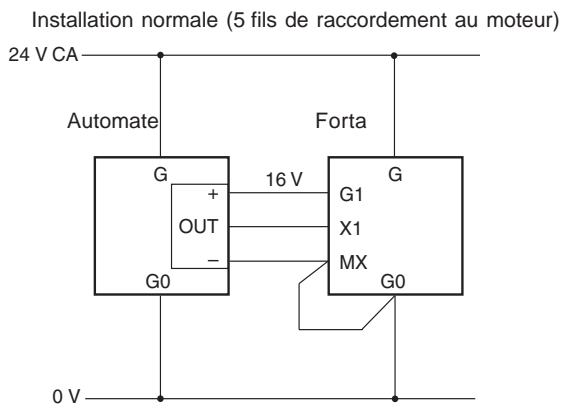 Installation normale (5 fils de raccordement au moteur)
24 V CA
Automate
Forta
G
G
+
16 V
G1
OUT
X1
–
MX
G0
G0
0 V